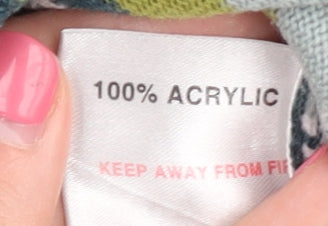 100% ACRYLIC
KEEP AWAY FROM